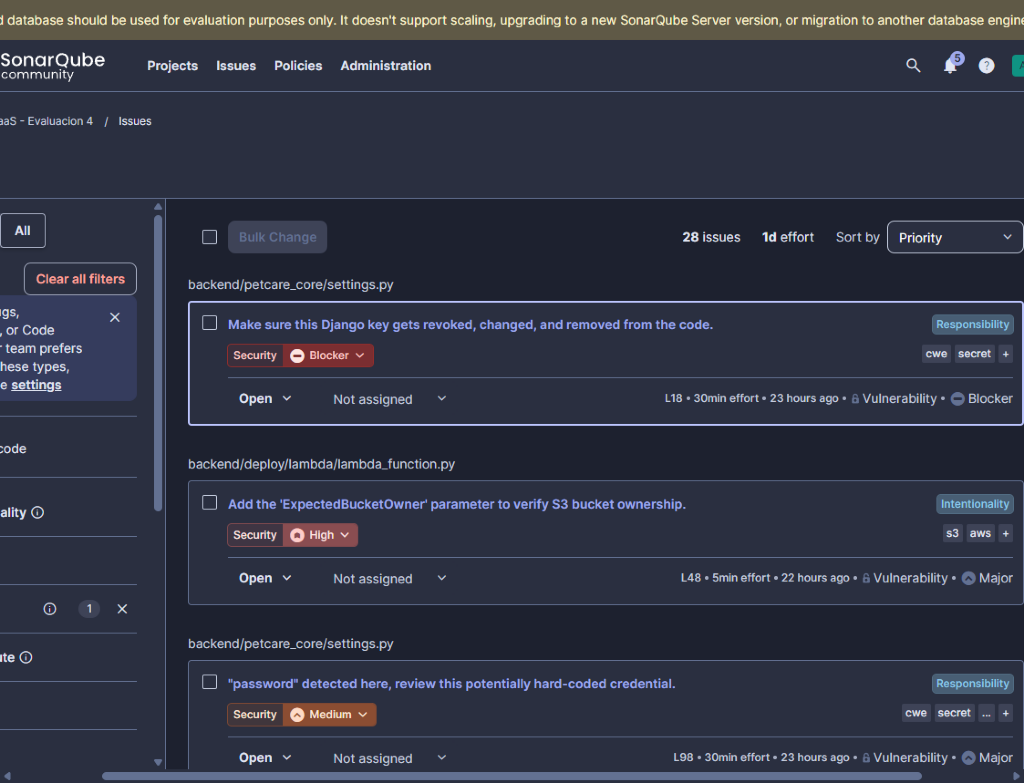 d database should be used for evaluation purposes only. It doesn't support scaling, upgrading to a new SonarQube Server version, or migration to another database engine
SonarQube
community
Projects Issues Policies Administration
5
?
aaS - Evaluacion 4 / Issues
All
Clear all filters
gs,
, or Code
r team prefers
hese types,
e settings
code
ality
1
ute
Bulk Change
28 issues 1d effort Sort by Priority
backend/petcare_core/settings.py
Make sure this Django key gets revoked, changed, and removed from the code.
Responsibility
Security Blocker
cwe secret +
Open Not assigned
L18 • 30min effort • 23 hours ago • Vulnerability • Blocker
backend/deploy/lambda/lambda_function.py
Add the 'ExpectedBucketOwner' parameter to verify S3 bucket ownership.
Intentionality
Security High
s3 aws +
Open Not assigned
L48 • 5min effort • 22 hours ago • Vulnerability • Major
backend/petcare_core/settings.py
"password" detected here, review this potentially hard-coded credential.
Responsibility
Security Medium
cwe secret ... +
Open Not assigned
L98 • 30min effort • 23 hours ago • Vulnerability • Major